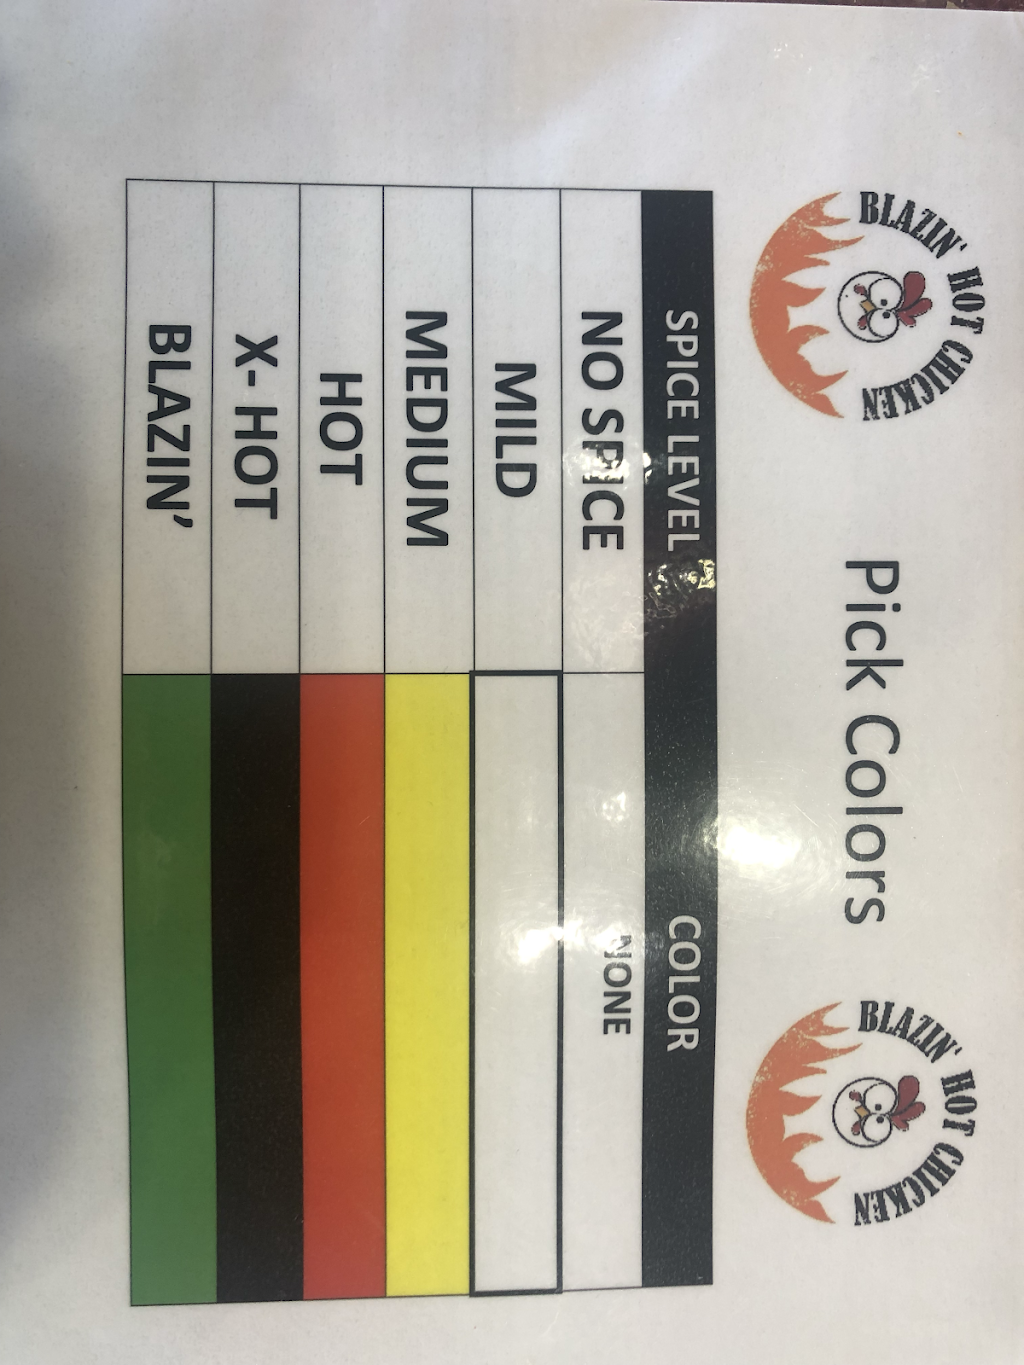 BLAZIN' HOT CHICKEN
Pick Colors
BLAZIN' HOT CHICKEN
SPICE LEVEL COLOR
NO SPICE NONE
MILD
MEDIUM
HOT
X- HOT
BLAZIN’